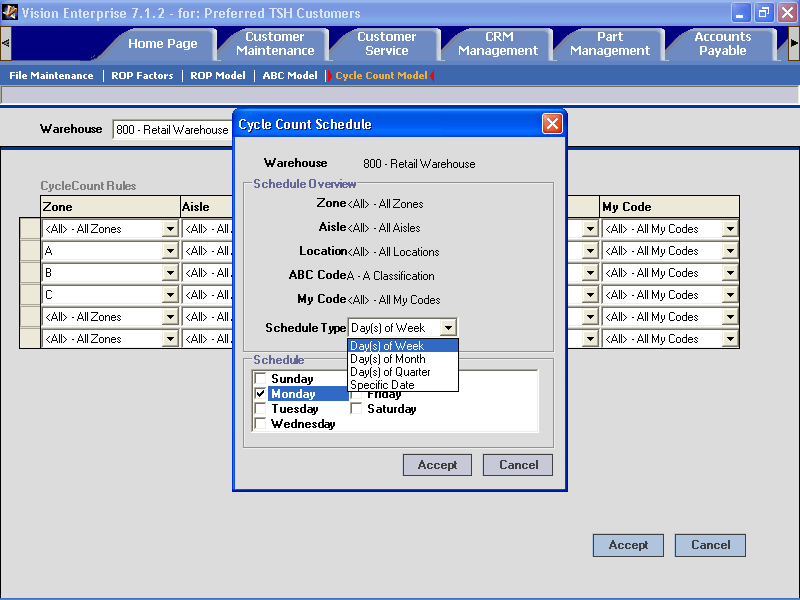 Vision Enterprise 7.1.2 - for: Preferred TSH Customers
Home Page
Customer Maintenance
Customer Service
CRM Management
Part Management
Accounts Payable
File Maintenance | ROP Factors | ROP Model | ABC Model | Cycle Count Model
Warehouse 800 - Retail Warehouse
CycleCount Rules
Zone Aisle My Code
<All> - All Zones <All> - All <All> - All My Codes
A <All> - All <All> - All My Codes
B <All> - All <All> - All My Codes
C <All> - All <All> - All My Codes
<All> - All Zones <All> - All <All> - All My Codes
<All> - All Zones <All> - All <All> - All My Codes
Cycle Count Schedule
Warehouse 800 - Retail Warehouse
Schedule Overview
Zone <All> - All Zones
Aisle <All> - All Aisles
Location <All> - All Locations
ABC Code A - A Classification
My Code <All> - All My Codes
Schedule Type Day(s) of Week
Day(s) of Week
Day(s) of Month
Day(s) of Quarter
Specific Date
Schedule
Sunday
Monday Friday
Tuesday Saturday
Wednesday
Accept Cancel
Accept Cancel